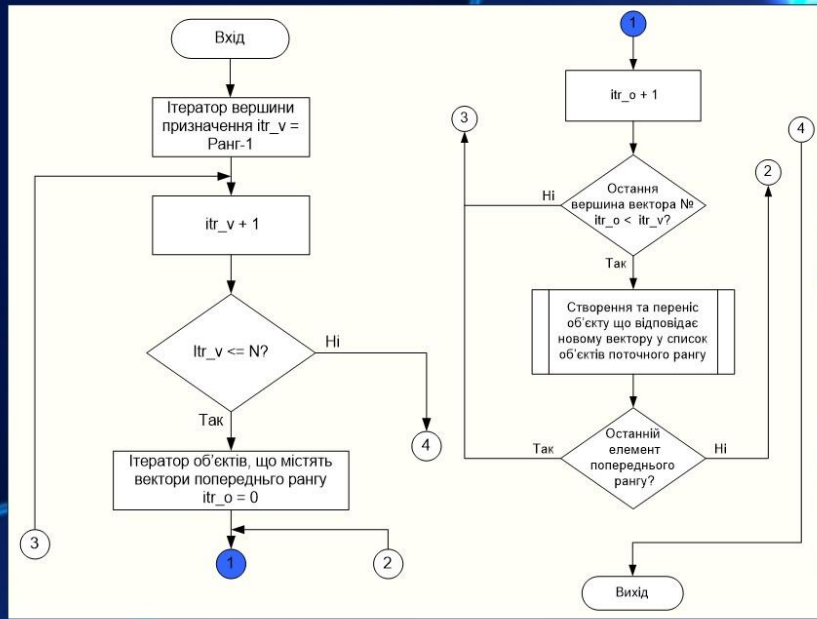 Вхід
Ітератор вершини
призначення itr_v =
Ранг-1
itr_v + 1
Itr_v <= N?
Ні
Так
4
Ітератор об'єктів, що містять
вектори попереднього рангу
itr_o = 0
3
1
2
1
itr_o + 1
3
4
2
Остання
вершина вектора №
itr_o < itr_v?
Ні
Так
Створення та переніс
об'єкту що відповідає
новому вектору у список
об'єктів поточного рангу
Останній
елемент
попереднього
рангу?
Так
Ні
Вихід